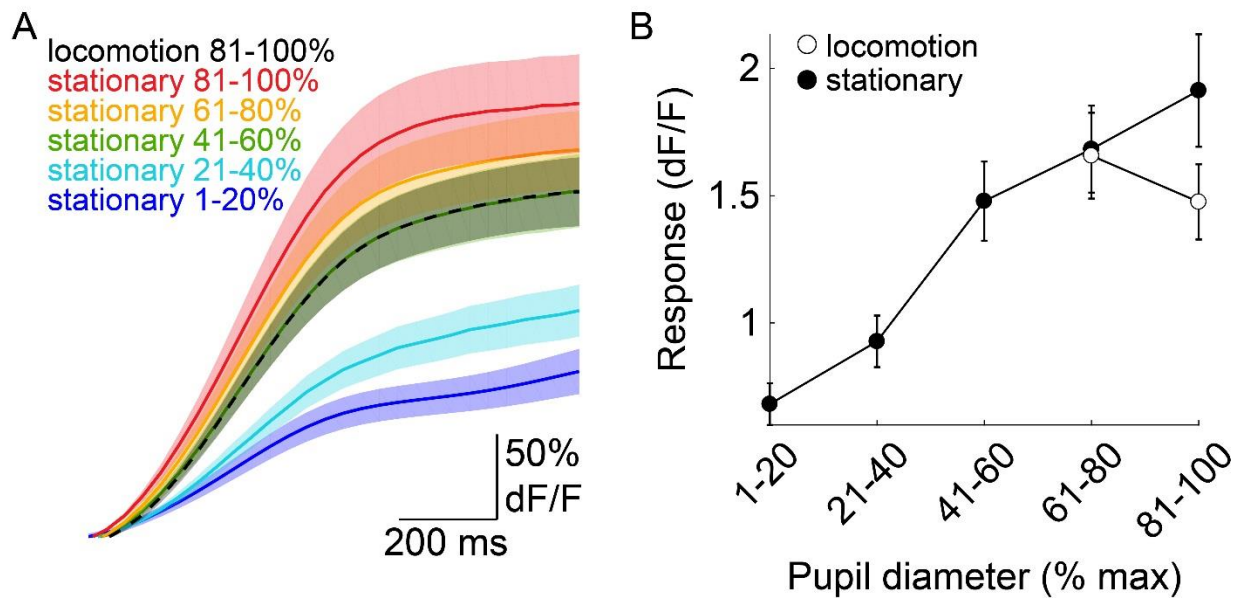 A
locomotion 81-100%
stationary 81-100%
stationary 61-80%
stationary 41-60%
stationary 21-40%
stationary 1-20%
50%
dF/F
200 ms
B
locomotion
stationary
Response (dF/F)
2
1.5
1
1-20
21-40
41-60
61-80
81-100
Pupil diameter (% max)